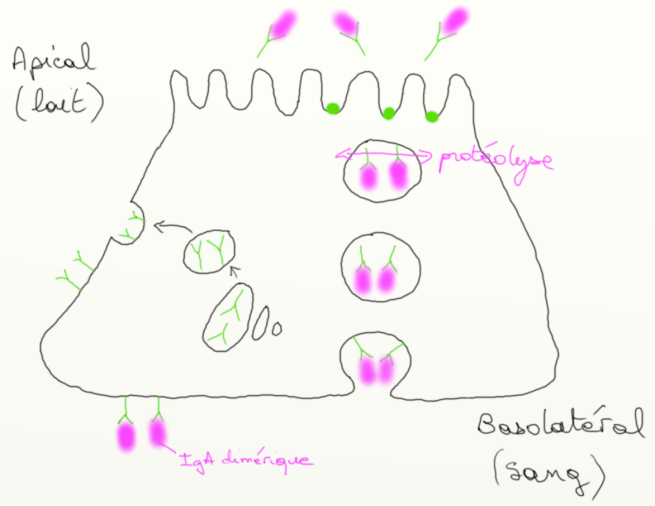 Apical
(lait)
protéolyse
IgA dimérique
Basolatéral
(sang)